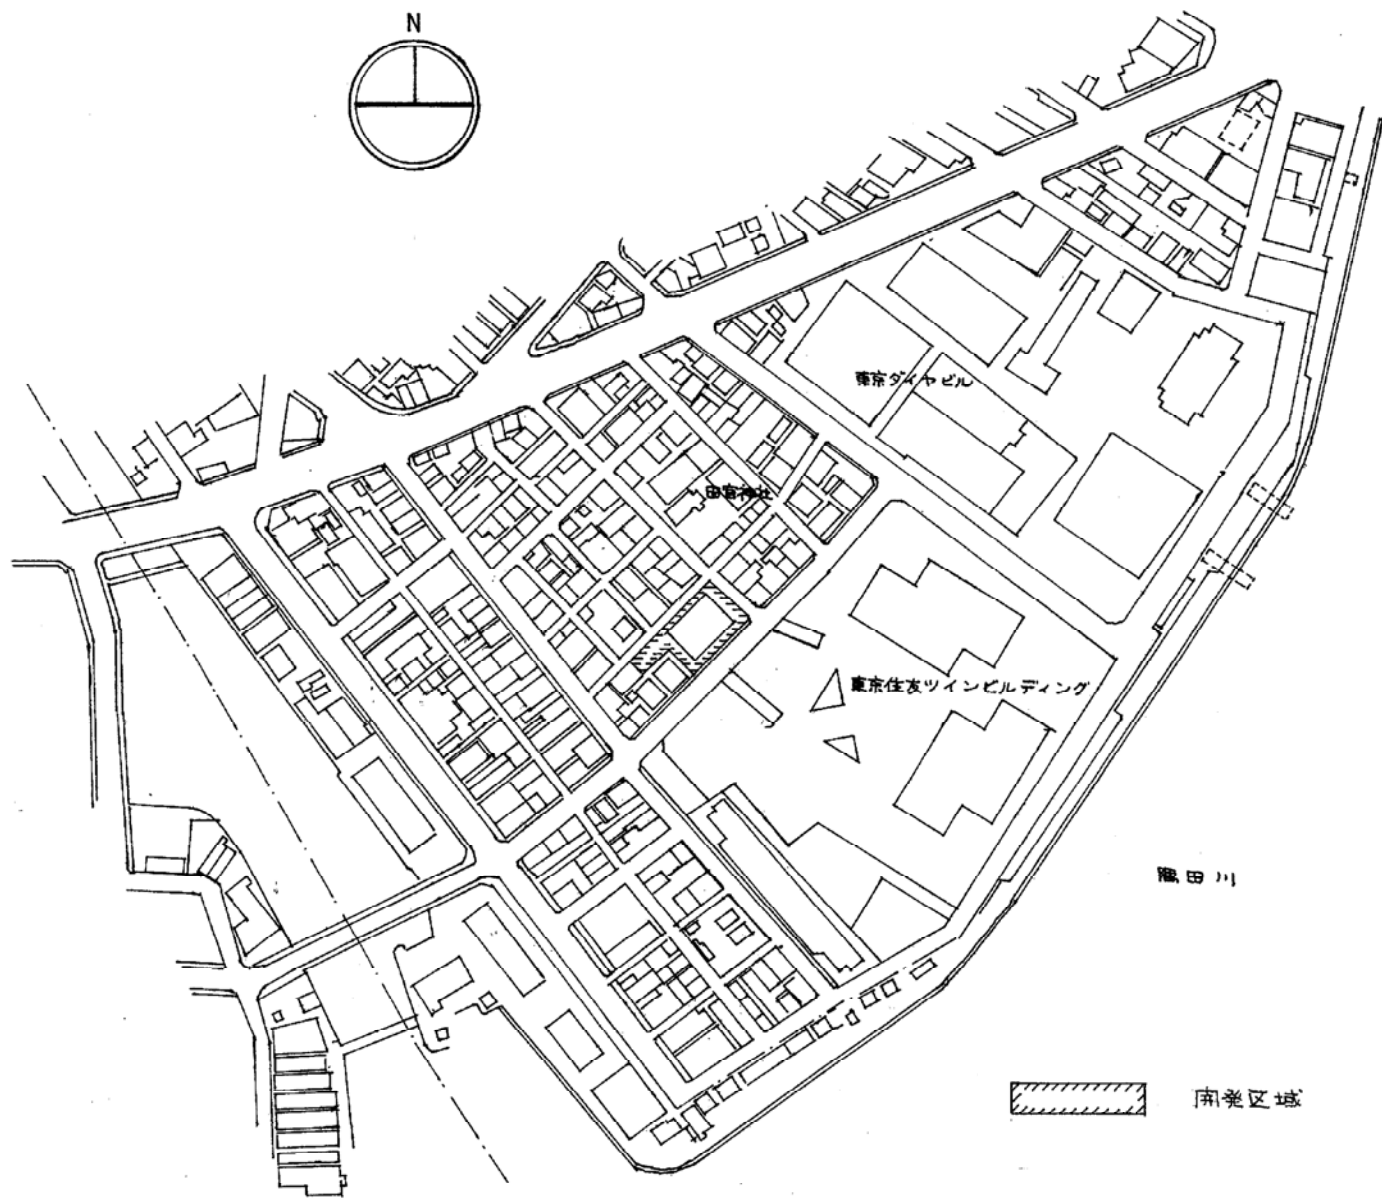 N
東京ダイヤビル
田宮神社
東京住友ツインビルディング
隅田川
開発区域